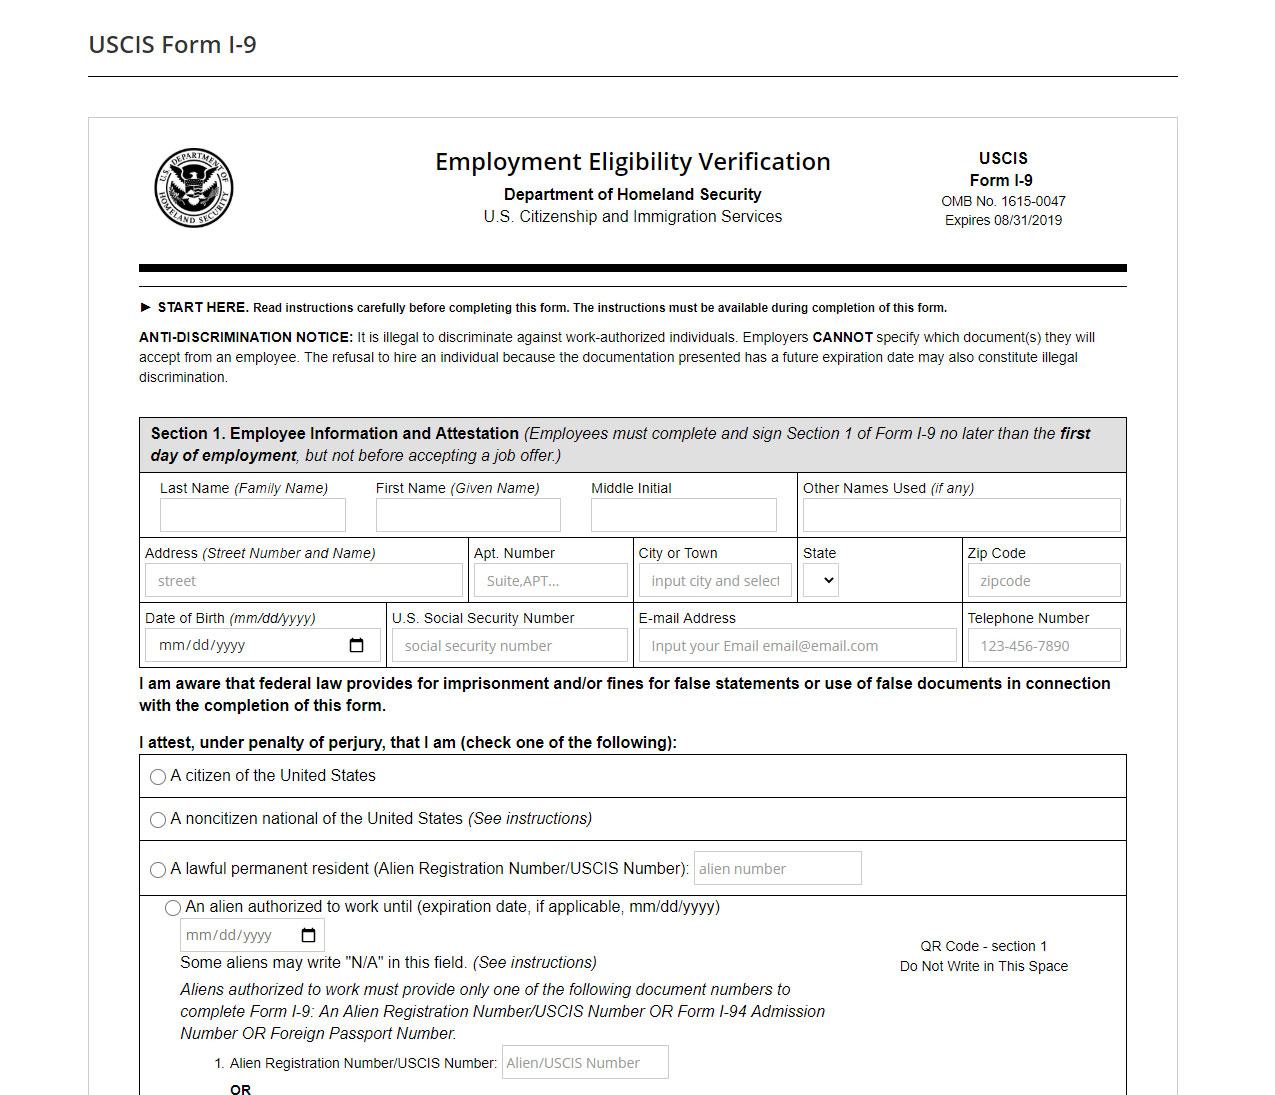 USCIS Form I-9
U.S. DEPARTMENT OF HOMELAND SECURITY
Employment Eligibility Verification
Department of Homeland Security
U.S. Citizenship and Immigration Services
USCIS
Form I-9
OMB No. 1615-0047
Expires 08/31/2019
► START HERE. Read instructions carefully before completing this form. The instructions must be available during completion of this form.
ANTI-DISCRIMINATION NOTICE: It is illegal to discriminate against work-authorized individuals. Employers CANNOT specify which document(s) they will
accept from an employee. The refusal to hire an individual because the documentation presented has a future expiration date may also constitute illegal
discrimination.
Section 1. Employee Information and Attestation (Employees must complete and sign Section 1 of Form I-9 no later than the first
day of employment, but not before accepting a job offer.)
Last Name (Family Name) First Name (Given Name) Middle Initial Other Names Used (if any)
Address (Street Number and Name) Apt. Number City or Town State Zip Code
street Suite,APT... input city and select zipcode
Date of Birth (mm/dd/yyyy) U.S. Social Security Number E-mail Address Telephone Number
mm/dd/yyyy social security number Input your Email email@email.com 123-456-7890
I am aware that federal law provides for imprisonment and/or fines for false statements or use of false documents in connection
with the completion of this form.
I attest, under penalty of perjury, that I am (check one of the following):
A citizen of the United States
A noncitizen national of the United States (See instructions)
A lawful permanent resident (Alien Registration Number/USCIS Number): alien number
An alien authorized to work until (expiration date, if applicable, mm/dd/yyyy)
mm/dd/yyyy
Some aliens may write "N/A" in this field. (See instructions)
Aliens authorized to work must provide only one of the following document numbers to
complete Form I-9: An Alien Registration Number/USCIS Number OR Form I-94 Admission
Number OR Foreign Passport Number.
1. Alien Registration Number/USCIS Number: Alien/USCIS Number
OR
QR Code - section 1
Do Not Write in This Space